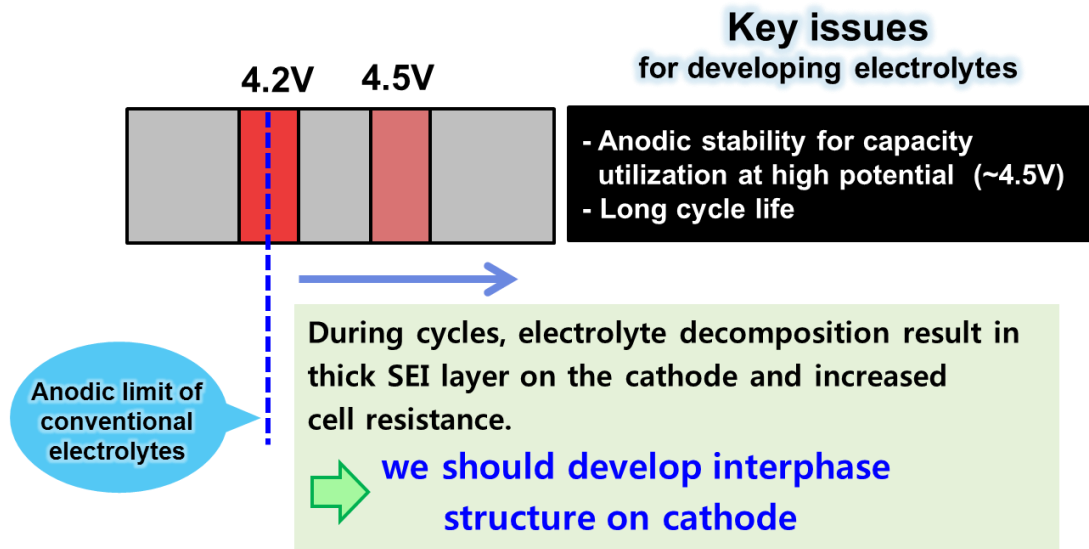 Key issues
for developing electrolytes
4.2V
4.5V
- Anodic stability for capacity
utilization at high potential (~4.5V)
- Long cycle life
During cycles, electrolyte decomposition result in
thick SEI layer on the cathode and increased
cell resistance.
we should develop interphase
structure on cathode
Anodic limit of
conventional
electrolytes